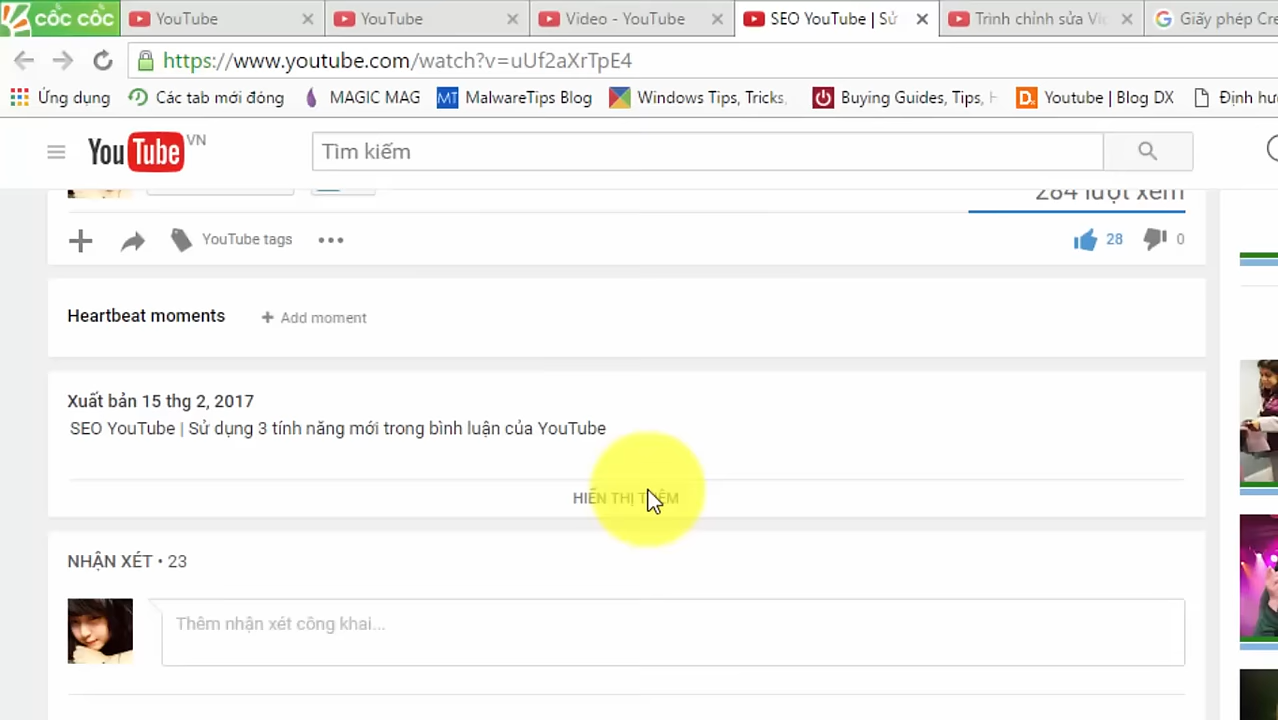 cốc cốc
YouTube
YouTube
Video - YouTube
SEO YouTube | Sử
Trình chỉnh sửa Vi
Giấy phép Cre
https://www.youtube.com/watch?v=uUf2aXrTpE4
Ứng dụng
Các tab mới đóng
MAGIC MAG
MT
MalwareTips Blog
Windows Tips, Tricks,
Buying Guides, Tips, H
Youtube | Blog DX
Định hư
YouTube VN
Tìm kiếm
284 lượt xem
YouTube tags
28
0
Heartbeat moments
+ Add moment
Xuất bản 15 thg 2, 2017
SEO YouTube | Sử dụng 3 tính năng mới trong bình luận của YouTube
HIỂN THỊ THÊM
NHẬN XÉT • 23
Thêm nhận xét công khai...